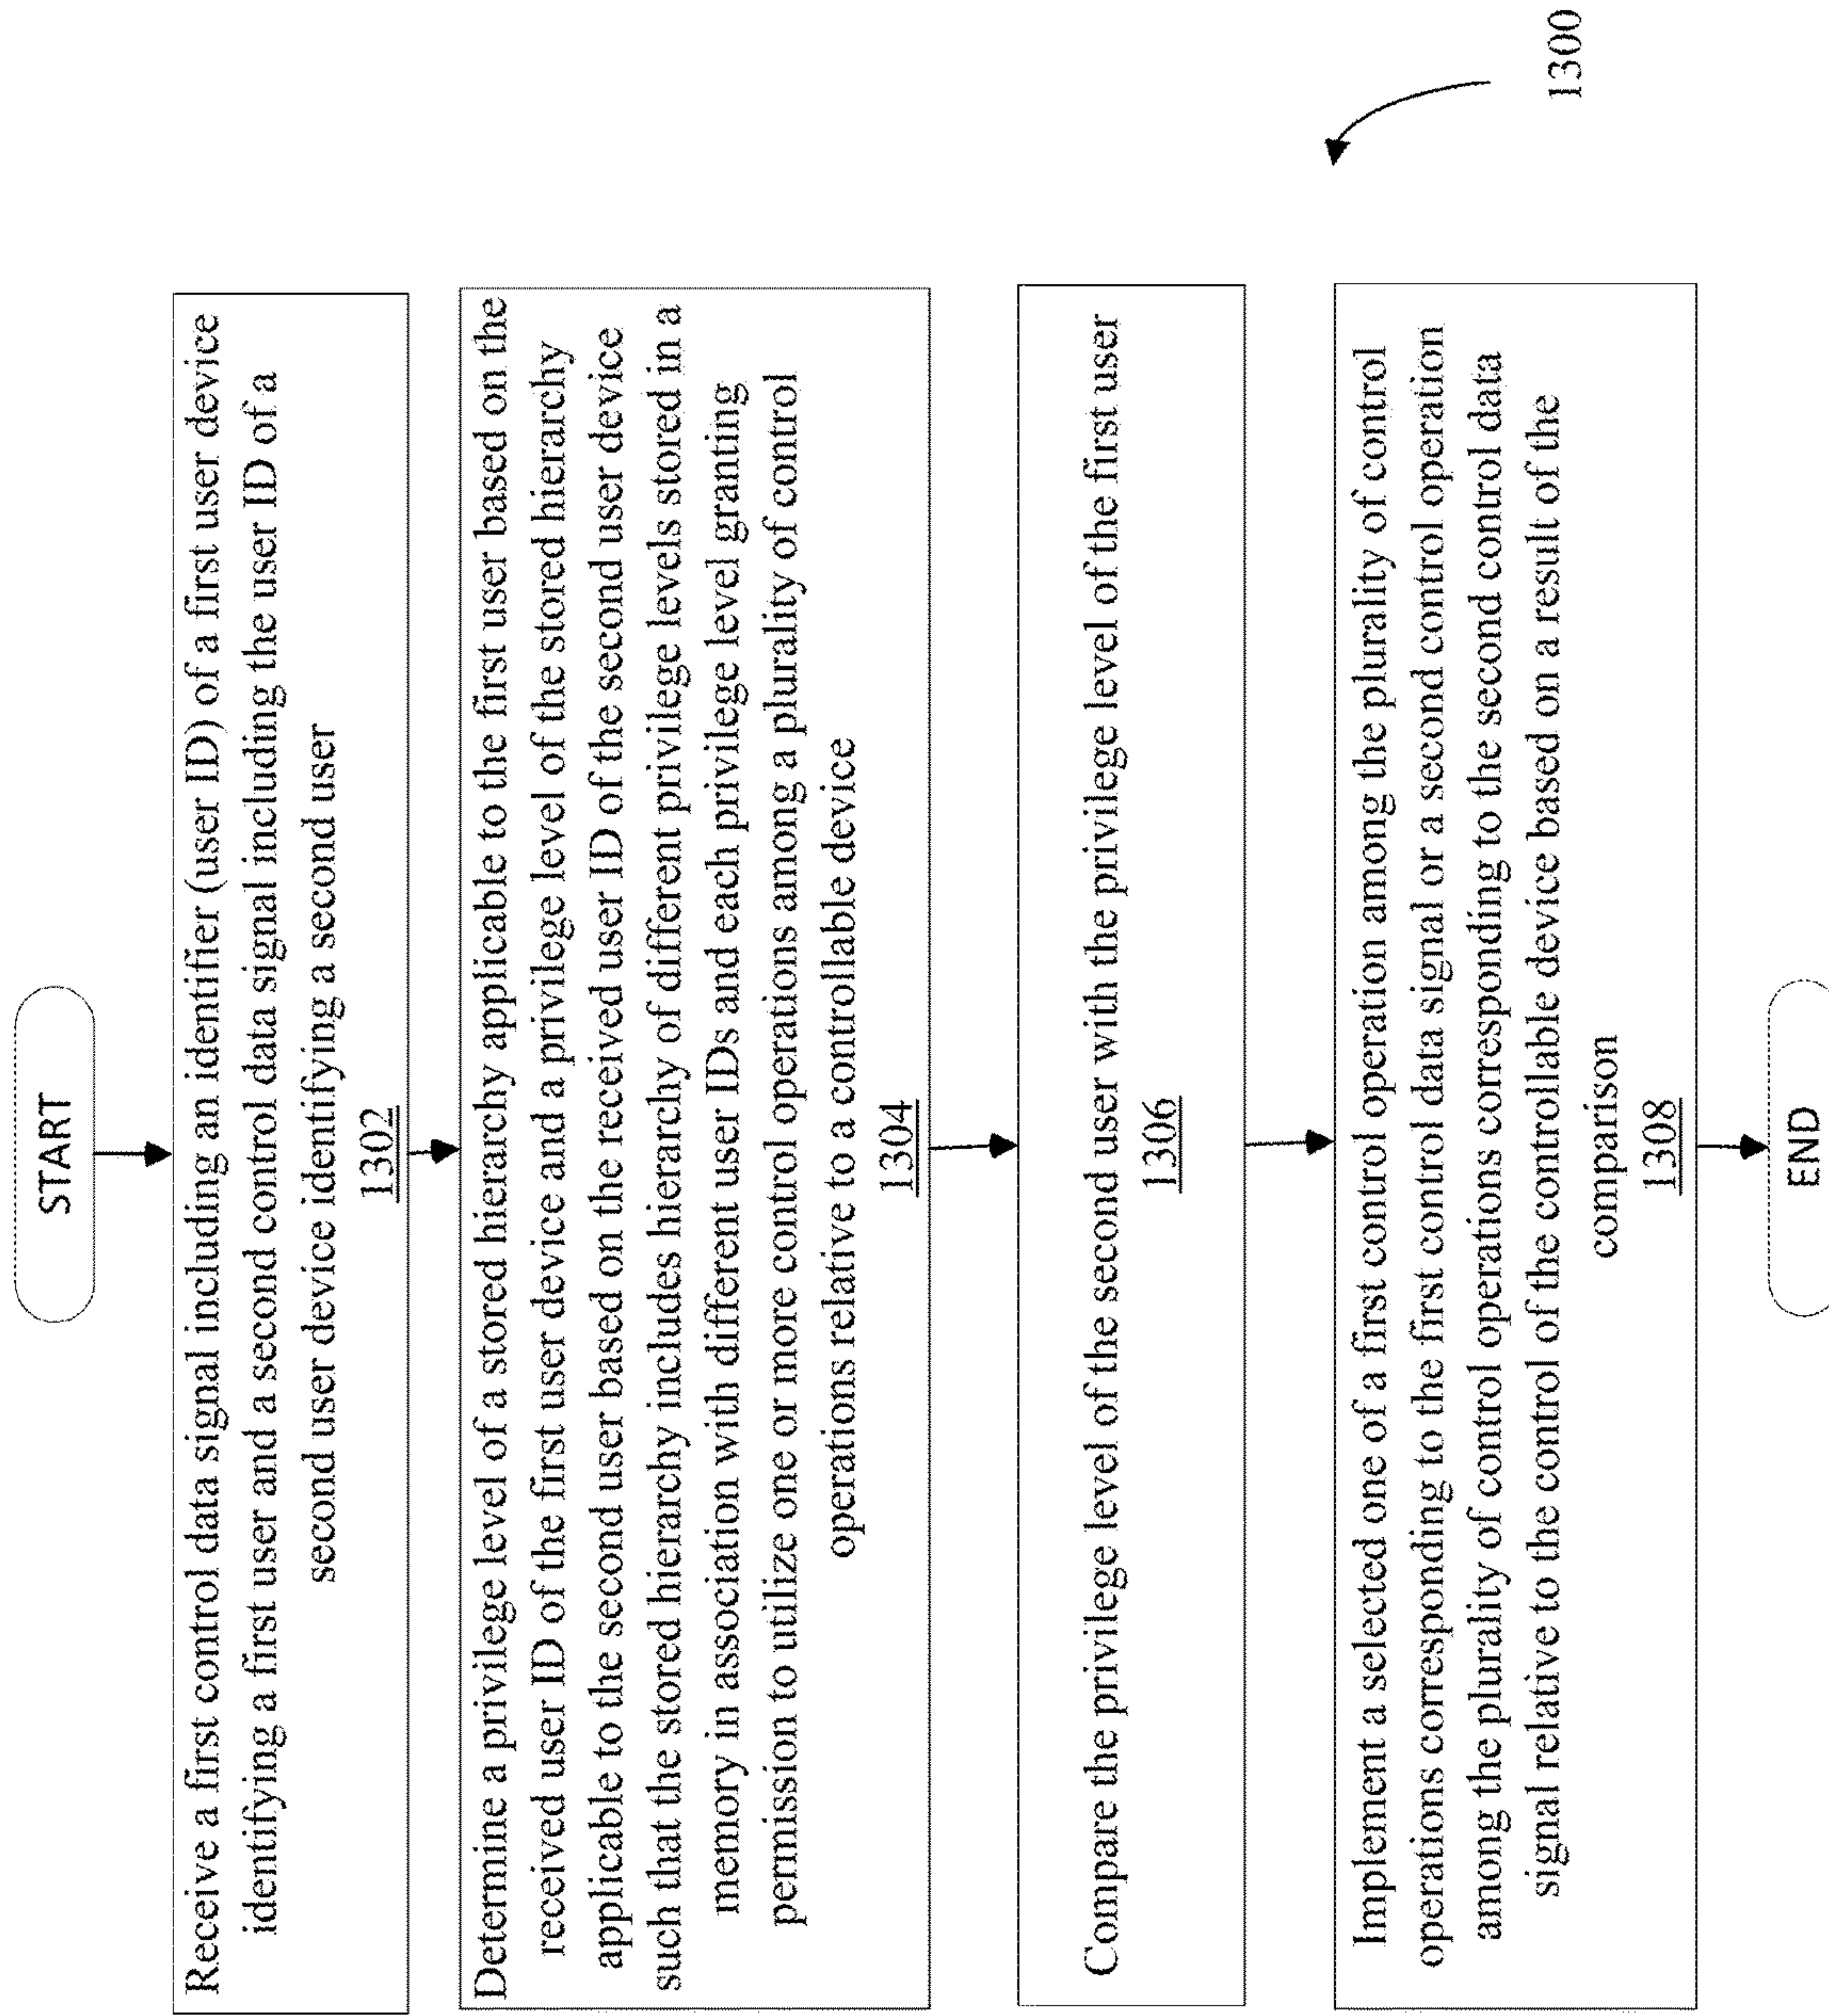 START
Receive a first control data signal including an identifier (user ID) of a first user device
identifying a first user and a second control data signal including the user ID of a
second user device identifying a second user
1302
Determine a privilege level of a stored hierarchy applicable to the first user based on the
received user ID of the first user device and a privilege level of the stored hierarchy
applicable to the second user based on the received user ID of the second user device
such that the stored hierarchy includes hierarchy of different privilege levels stored in a
memory in association with different user IDs and each privilege level granting
permission to utilize one or more control operations among a plurality of control
operations relative to a controllable device
1304
Compare the privilege level of the second user with the privilege level of the first user
1306
Implement a selected one of a first control operation among the plurality of control
operations corresponding to the first control data signal or a second control operation
among the plurality of control operations corresponding to the second control data
signal relative to the control of the controllable device based on a result of the
comparison
1308
END
1300